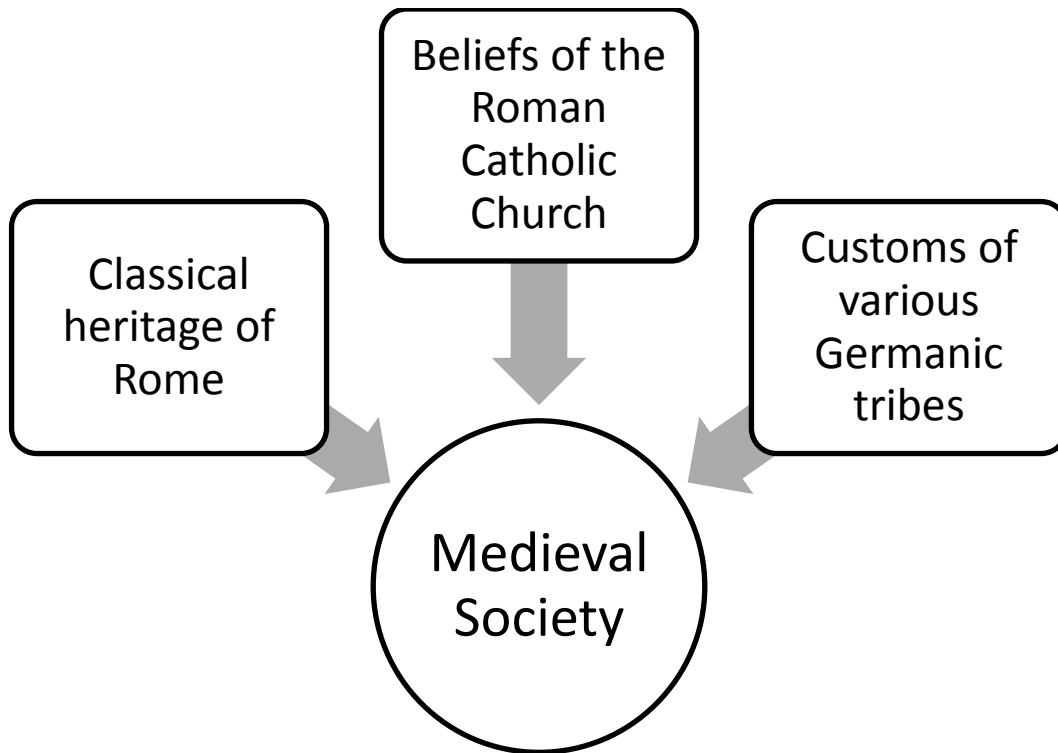 Beliefs of the
Roman
Catholic
Church
Classical
heritage of
Rome
Customs of
various
Germanic
tribes
Medieval
Society